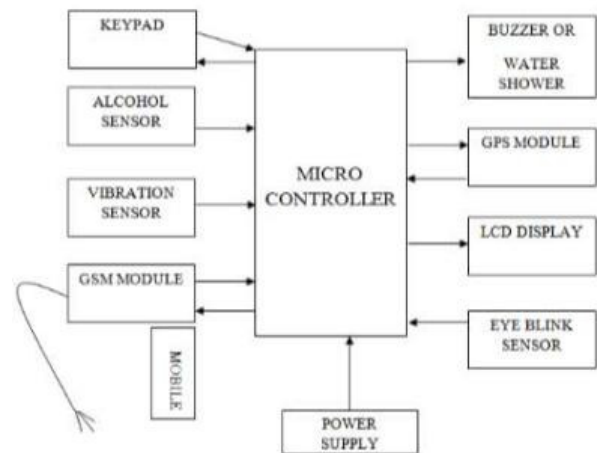 KEYPAD
ALCOHOL
SENSOR
VIBRATION
SENSOR
GSM MODULE
MOBILE
MICRO
CONTROLLER
POWER
SUPPLY
BUZZER OR
WATER
SHOWER
GPS MODULE
LCD DISPLAY
EYE BLINK
SENSOR